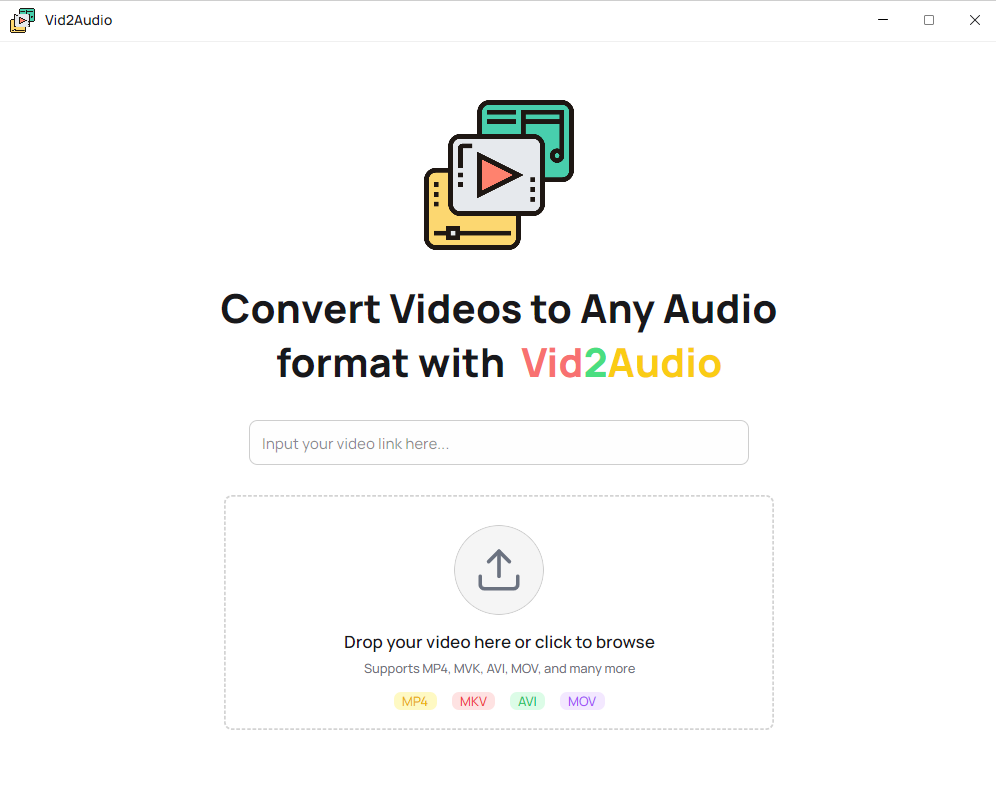 Vid2Audio
Convert Videos to Any Audio
format with Vid2Audio
Input your video link here...
Drop your video here or click to browse
Supports MP4, MVK, AVI, MOV, and many more
MP4 MKV AVI MOV